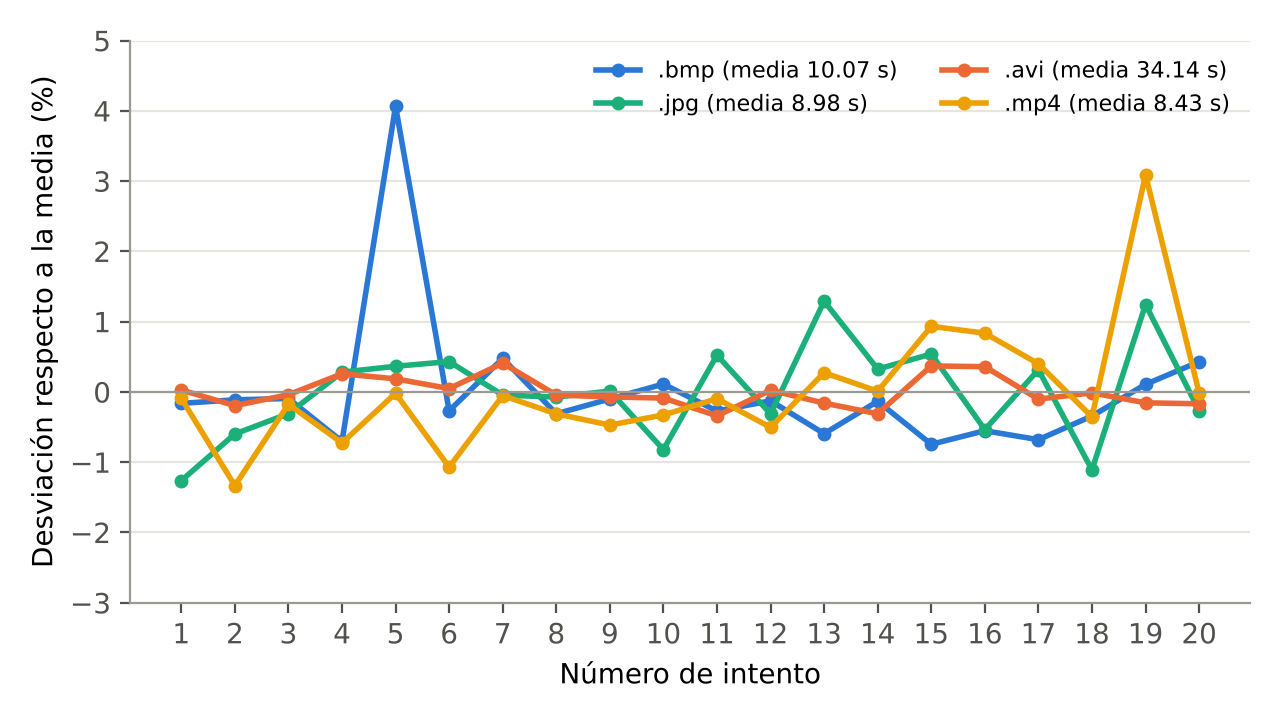 Desviación respecto a la media (%)
5
4
3
2
1
0
−1
−2
−3
.bmp (media 10.07 s)
.jpg (media 8.98 s)
.avi (media 34.14 s)
.mp4 (media 8.43 s)
1 2 3 4 5 6 7 8 9 10 11 12 13 14 15 16 17 18 19 20
Número de intento